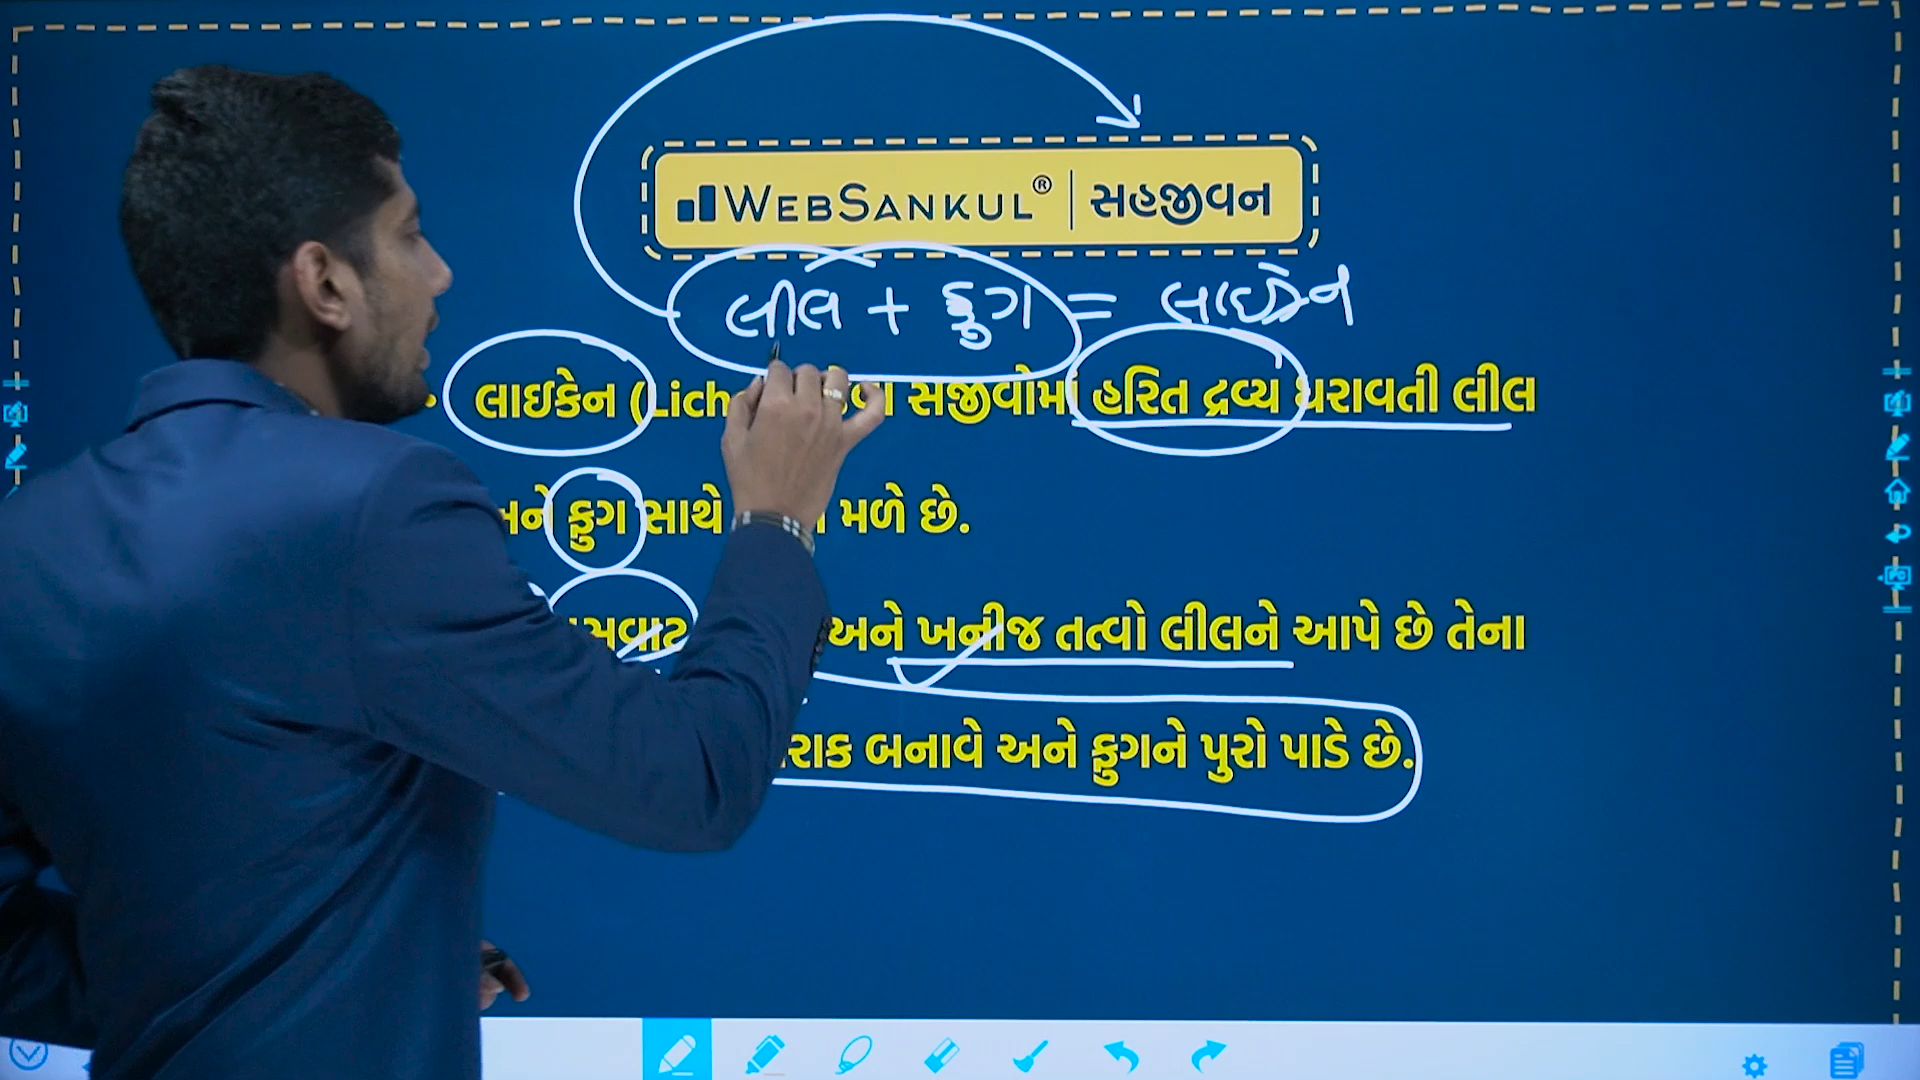 WEBSANKUL® | સહજીવન
લીલ + ફુગ = લાઇકેન
• લાઇકેન (Lich સજીવોમાં હરિત દ્રવ્ય ધરાવતી લીલ
ફુગ સાથે મળે છે.
અને ખનીજ તત્વો લીલને આપે છે તેના
બનાવે અને ફુગને પુરો પાડે છે.